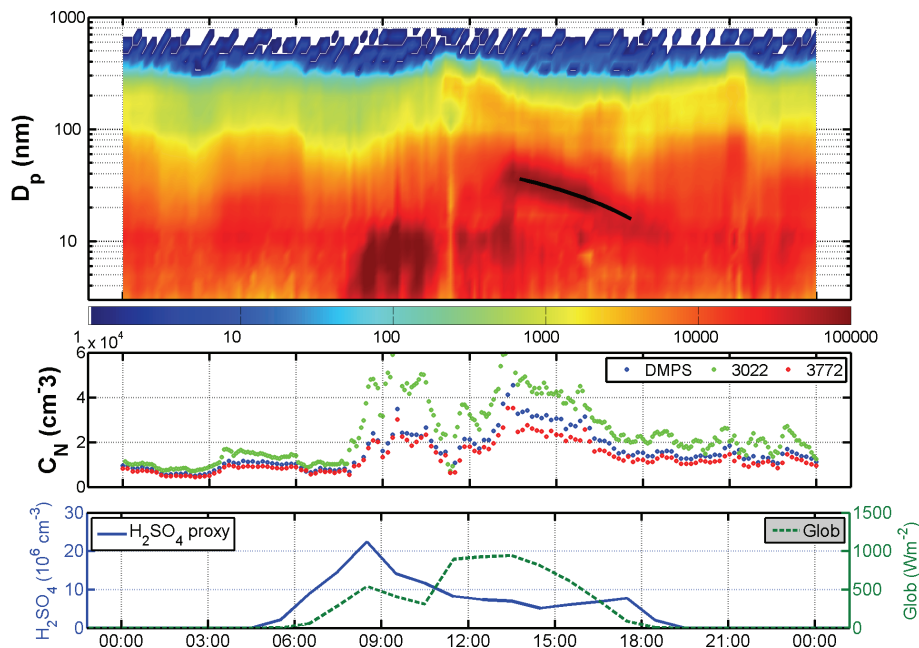 1000
100
10
D_p (nm)
1 10 100 1000 10000 100000
x 10^4
6
4
2
0
C_N (cm^-3)
DMPS 3022 3772
30
20
10
0
H_2SO_4 (10^6 cm^-3)
H_2SO_4 proxy
Glob
1500
1000
500
0
Glob (Wm^-2)
00:00 03:00 06:00 09:00 12:00 15:00 18:00 21:00 00:00